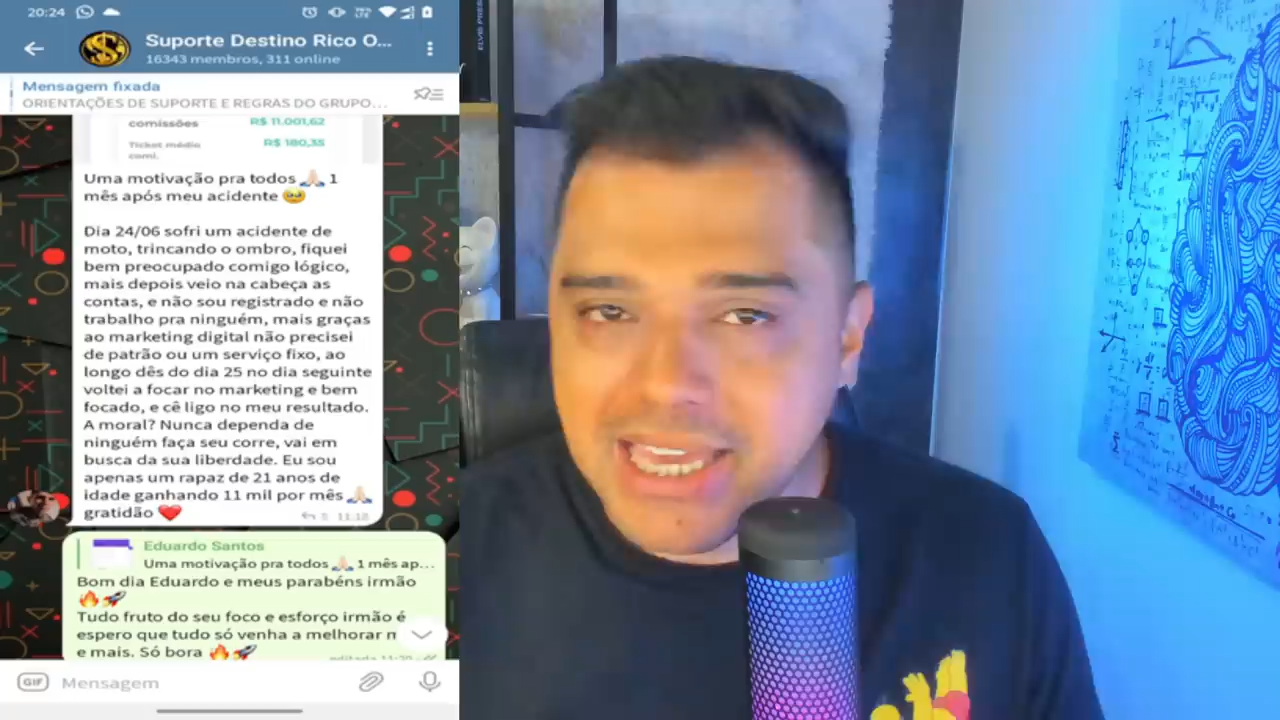 20:24
Suporte Destino Rico O...
16343 membros, 311 online
Mensagem fixada
ORIENTAÇÕES DE SUPORTE E REGRAS DO GRUPO...
comissões R$ 11.001,62
Ticket médio R$ 180,35
comi.
Uma motivação pra todos🙏🏻 1
mês após meu acidente 🥹
Dia 24/06 sofri um acidente de
moto, trincando o ombro, fiquei
bem preocupado comigo lógico,
mais depois veio na cabeça as
contas, e não sou registrado e não
trabalho pra ninguém, mais graças
ao marketing digital não precisei
de patrão ou um serviço fixo, ao
longo dês do dia 25 no dia seguinte
voltei a focar no marketing e bem
focado, e cê ligo no meu resultado.
A moral? Nunca dependa de
ninguém faça seu corre, vai em
busca da sua liberdade. Eu sou
apenas um rapaz de 21 anos de
idade ganhando 11 mil por mês🙏🏻
gratidão ❤️
11:18
Eduardo Santos
Uma motivação pra todos🙏🏻 1 mês ap...
Bom dia Eduardo e meus parabéns irmão
🔥🚀
Tudo fruto do seu foco e esforço irmão é
espero que tudo só venha a melhorar
e mais. Só bora 🔥🚀
editada 11:20
GIF Mensagem
ELVIS